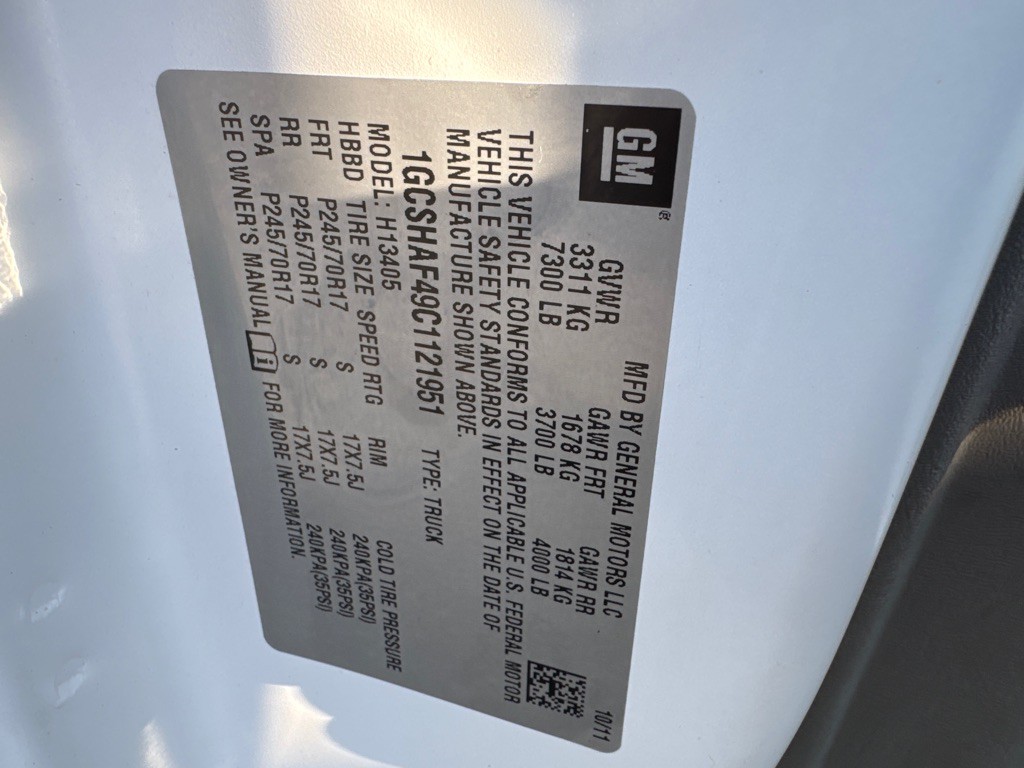 GM®
MFD BY GENERAL MOTORS LLC 10/11
GVWR GAWR FRT GAWR RR
3311 KG 1678 KG 1814 KG
7300 LB 3700 LB 4000 LB
THIS VEHICLE CONFORMS TO ALL APPLICABLE U.S. FEDERAL MOTOR
VEHICLE SAFETY STANDARDS IN EFFECT ON THE DATE OF
MANUFACTURE SHOWN ABOVE.
1GCSHAF49C1121951 TYPE: TRUCK
MODEL: H13405
HBBD TIRE SIZE SPEED RTG RIM COLD TIRE PRESSURE
FRT P245/70R17 S 17X7.5J 240KPA(35PSI)
RR P245/70R17 S 17X7.5J 240KPA(35PSI)
SPA P245/70R17 S 17X7.5J 240KPA(35PSI)
SEE OWNER'S MANUAL i FOR MORE INFORMATION.